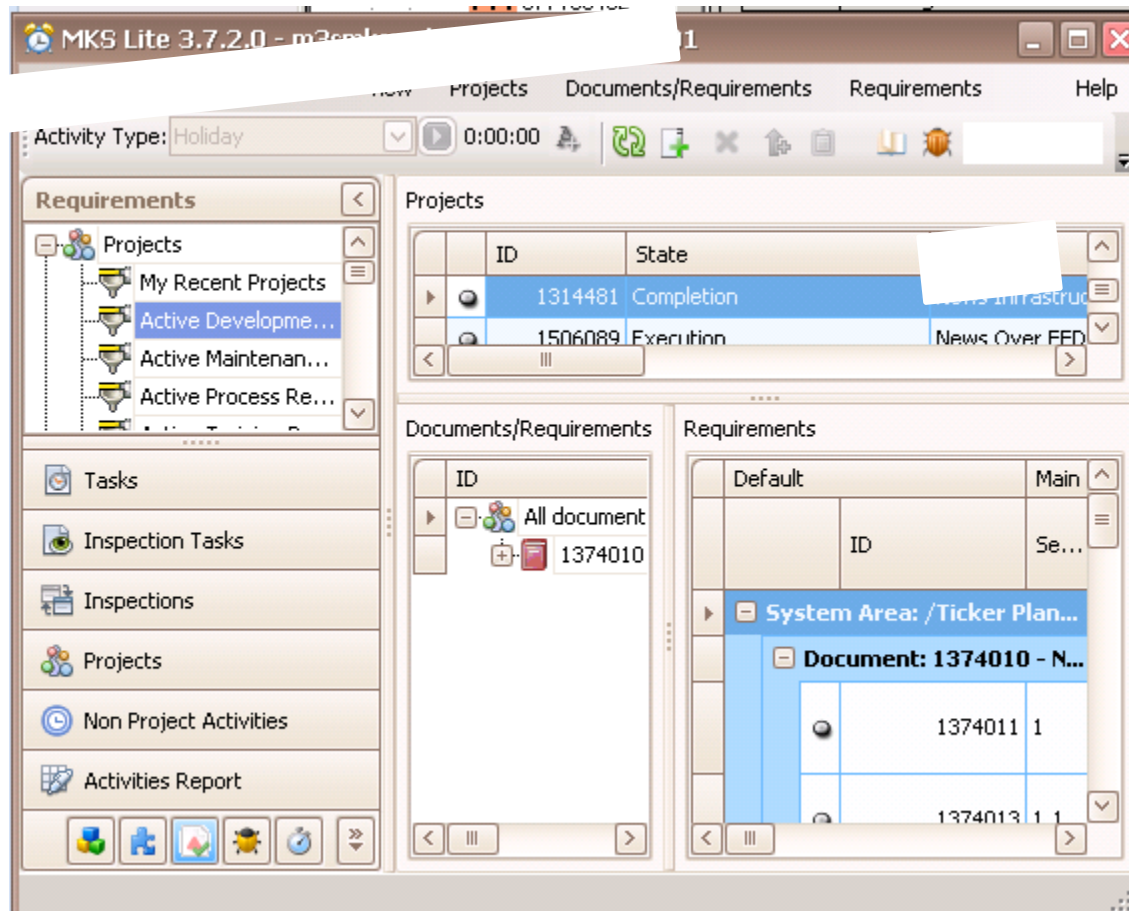 MKS Lite 3.7.2.0 -
Projects Documents/Requirements Requirements Help
Activity Type: Holiday 0:00:00
Requirements
Projects
My Recent Projects
Active Developme...
Active Maintenan...
Active Process Re...
Tasks
Inspection Tasks
Inspections
Projects
Non Project Activities
Activities Report
Projects
ID State
1314481 Completion
1506089 Execution News Over FED
Documents/Requirements
ID
All document
1374010
Requirements
Default Main
ID Se...
System Area: /Ticker Plan...
Document: 1374010 - N...
1374011 1
1374013 1.1